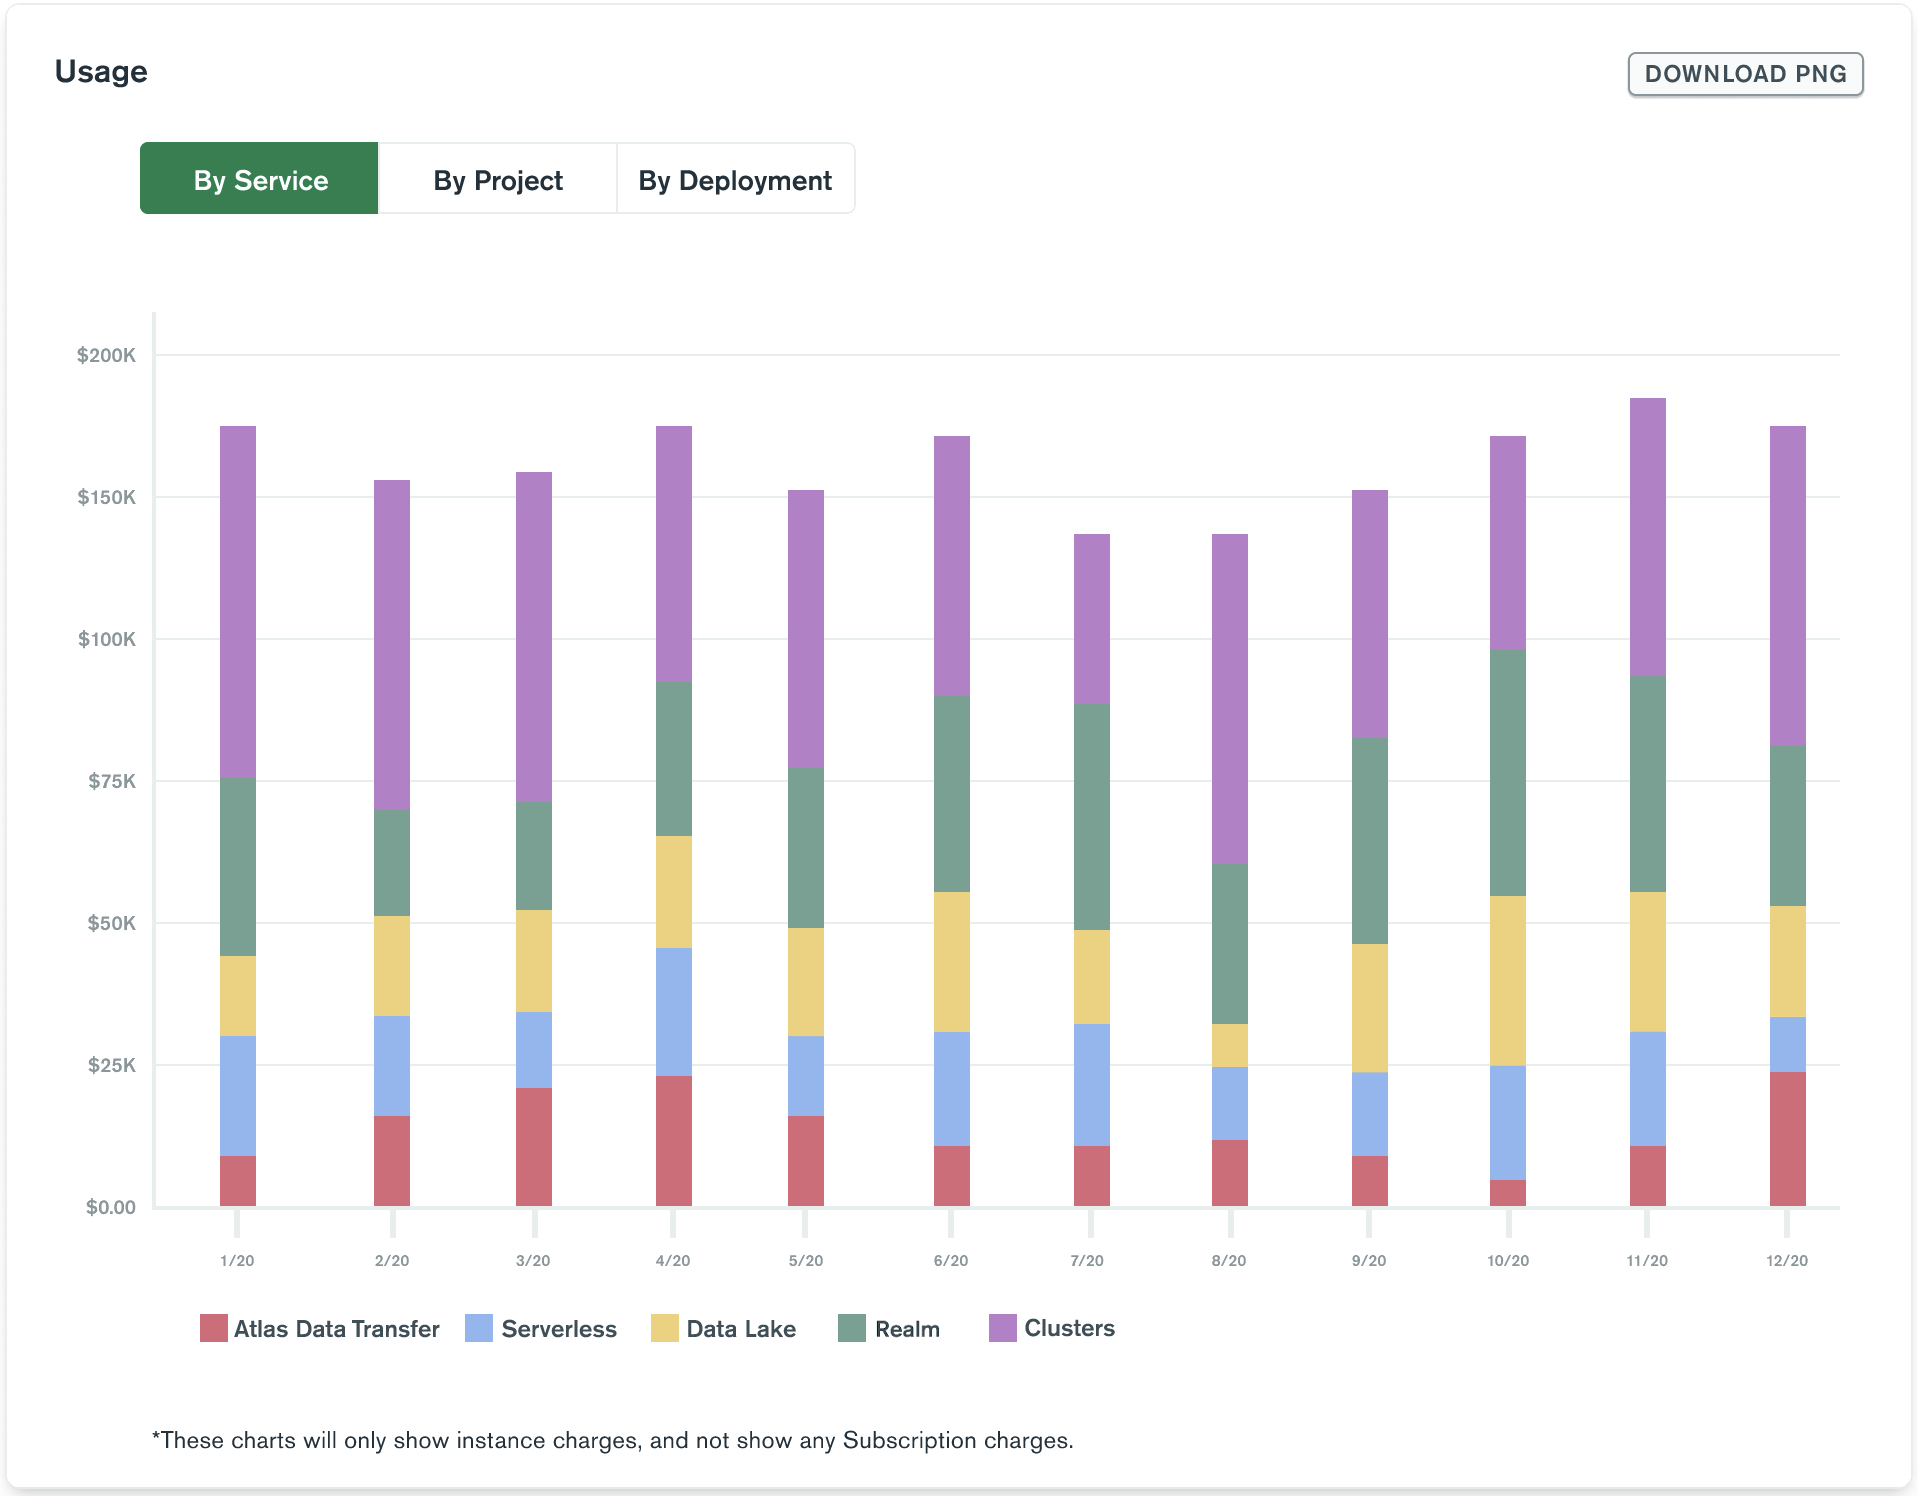 Usage
DOWNLOAD PNG
By Service By Project By Deployment
$200K
$150K
$100K
$75K
$50K
$25K
$0.00
1/20 2/20 3/20 4/20 5/20 6/20 7/20 8/20 9/20 10/20 11/20 12/20
Atlas Data Transfer Serverless Data Lake Realm Clusters
*These charts will only show instance charges, and not show any Subscription charges.